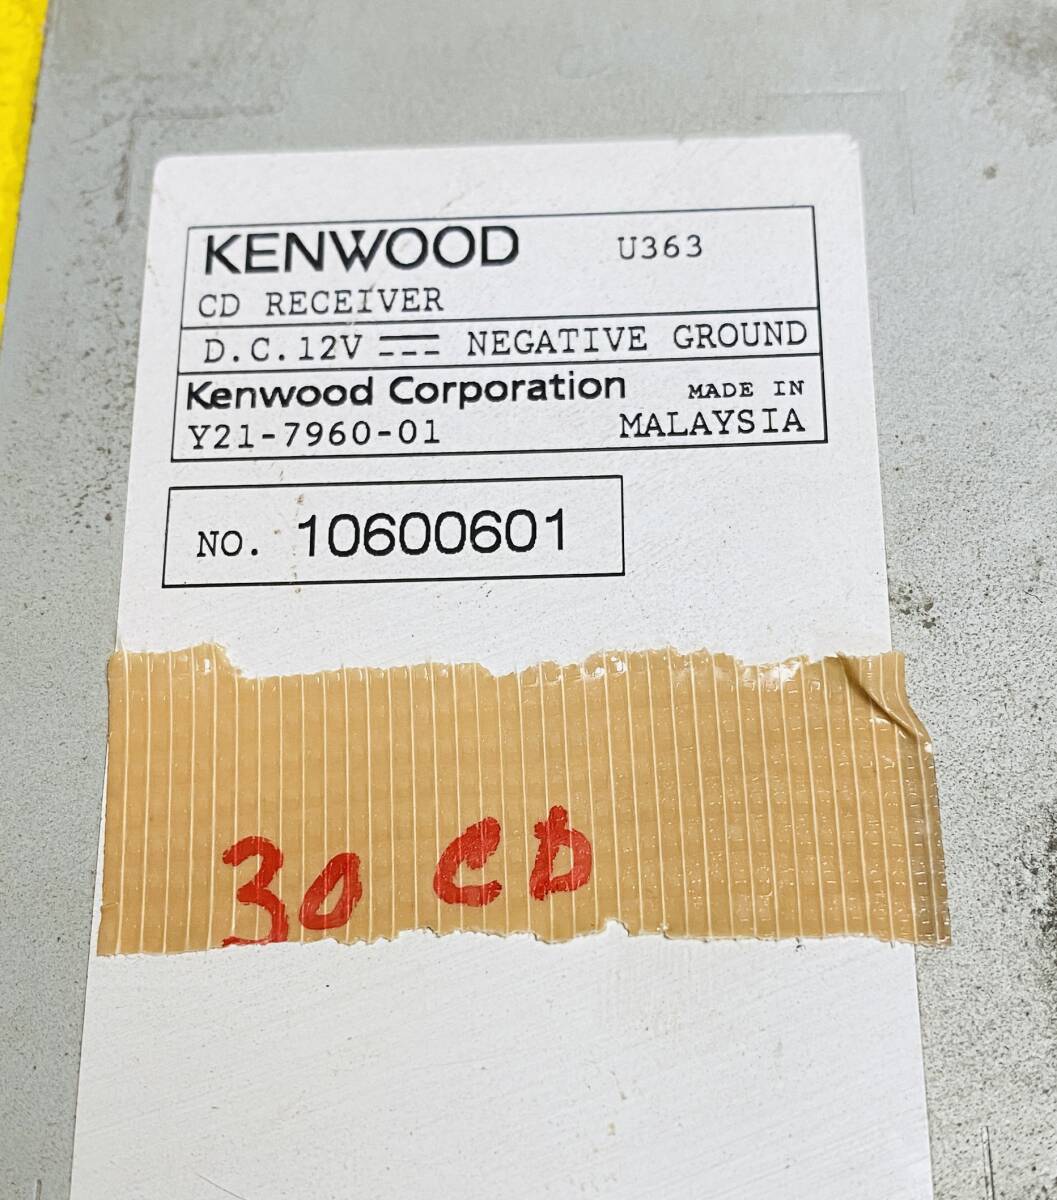 KENWOOD U363
CD RECEIVER
D.C.12V NEGATIVE GROUND
Kenwood Corporation MADE IN
Y21-7960-01 MALAYSIA
NO. 10600601
30 CD